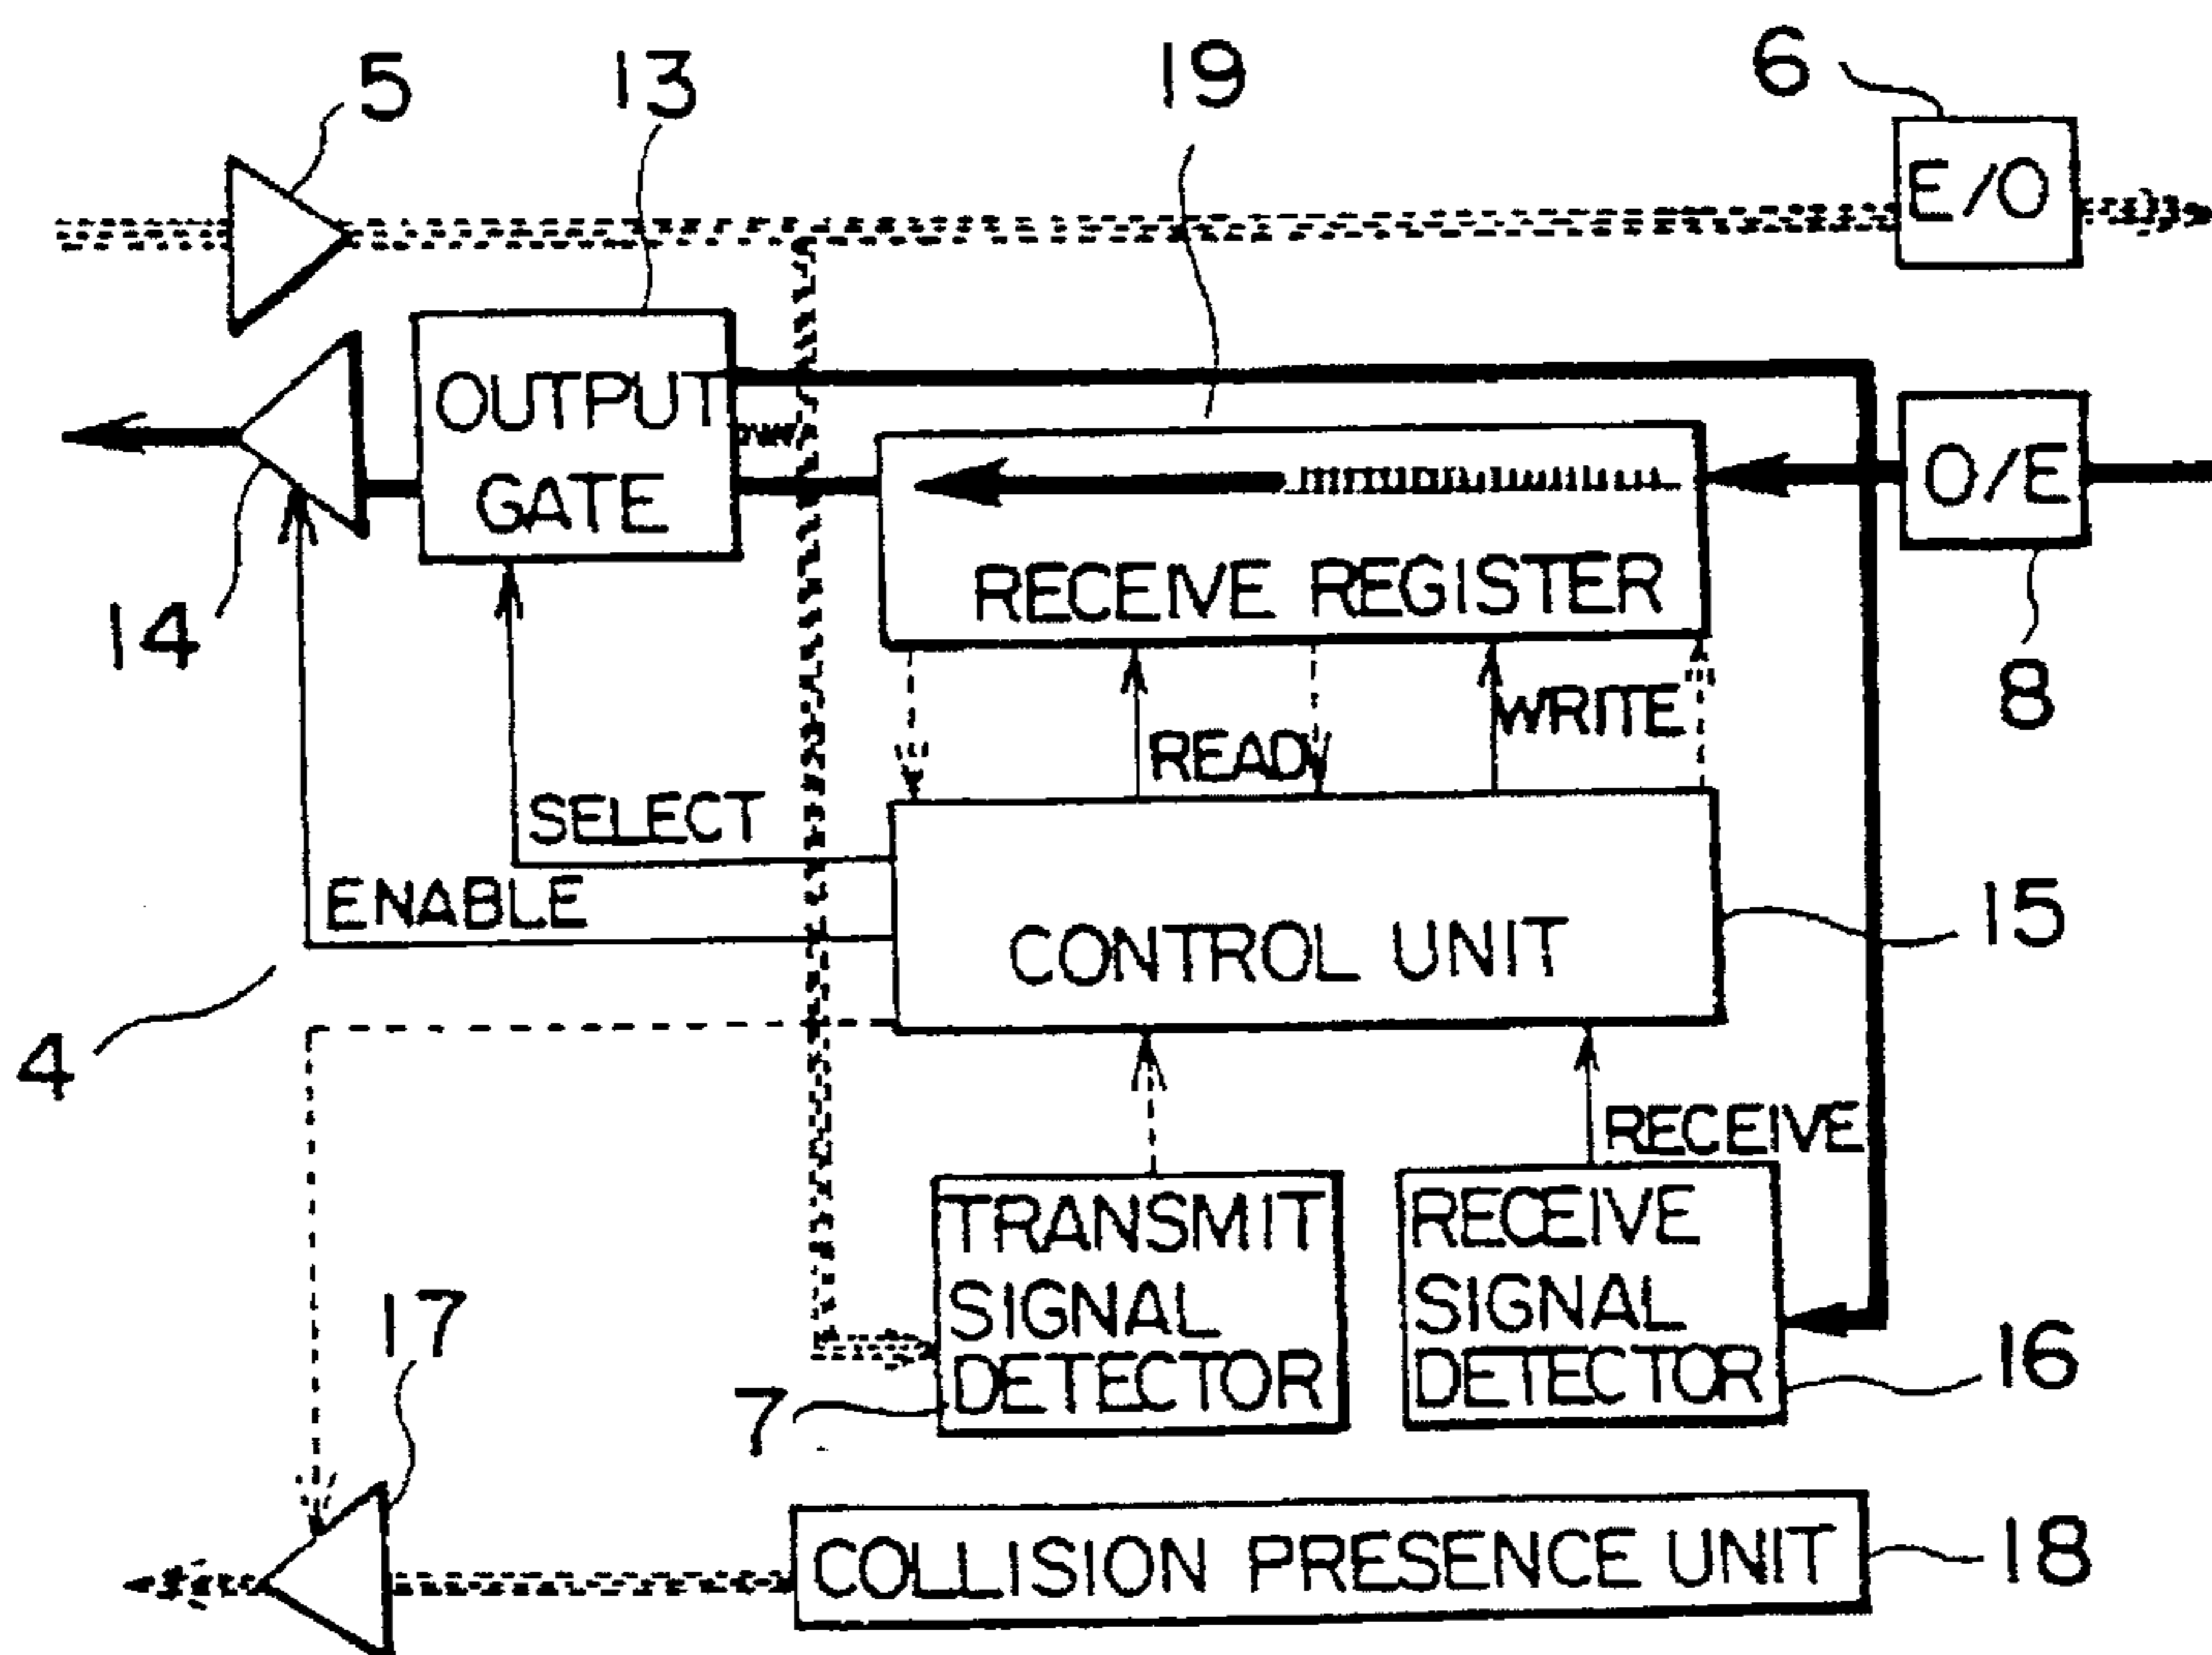 5
13
19
6
E/O
OUTPUT
GATE
O/E
RECEIVE REGISTER
14
8
WRITE
READ
SELECT
ENABLE
CONTROL UNIT
15
4
RECEIVE
TRANSMIT
SIGNAL
DETECTOR
RECEIVE
SIGNAL
DETECTOR
17
7
16
COLLISION PRESENCE UNIT
18